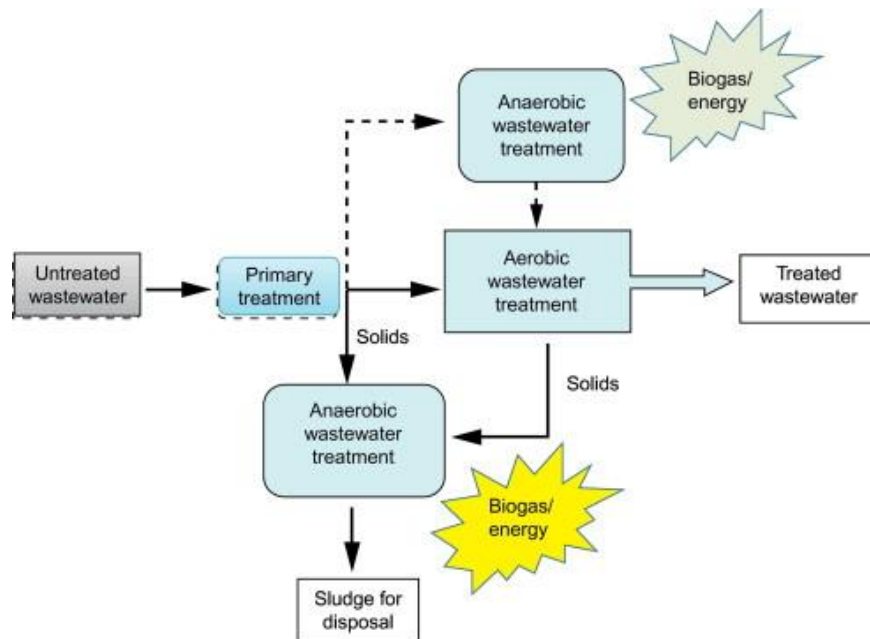 Biogas/
energy
Anaerobic
wastewater
treatment
Untreated
wastewater
Primary
treatment
Aerobic
wastewater
treatment
Treated
wastewater
Solids
Solids
Anaerobic
wastewater
treatment
Biogas/
energy
Sludge for
disposal